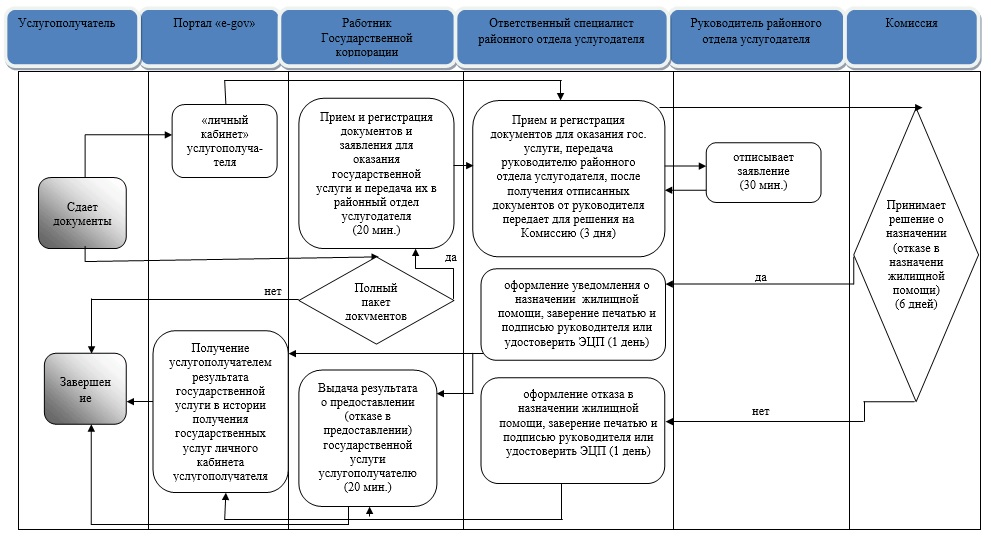 Услугополучатель
Портал «e-gov»
Работник
Государственной
корпорации
Ответственный специалист
районного отдела услугодателя
Руководитель районного
отдела услугодателя
Комиссия
«личный
кабинет»
услугополуча-
теля
Прием и регистрация
документов и
заявления для
оказания
государственной
услуги и передача их в
районный отдел
услугодателя
(20 мин.)
Прием и регистрация
документов для оказания гос.
услуги, передача
руководителю районного
отдела услугодателя, после
получения отписанных
документов от руководителя
передает для решения на
Комиссию (3 дня)
отписывает
заявление
(30 мин.)
Принимает
решение о
назначении
(отказе в
назначени
жилищной
помощи)
(6 дней)
Сдает
документы
да
Полный
пакет
документов
нет
оформление уведомления о
назначении жилищной
помощи, заверение печатью и
подписью руководителя или
удостоверить ЭЦП (1 день)
да
Завершен
ие
Получение
услугополучателем
результата
государственной
услуги в истории
получения
государственных
услуг личного
кабинета
услугополучателя
Выдача результата
о предоставлении
(отказе в
предоставлении)
государственной
услуги
услугополучателю
(20 мин.)
оформление отказа в
назначении жилищной
помощи, заверение печатью и
подписью руководителя или
удостоверить ЭЦП (1 день)
нет